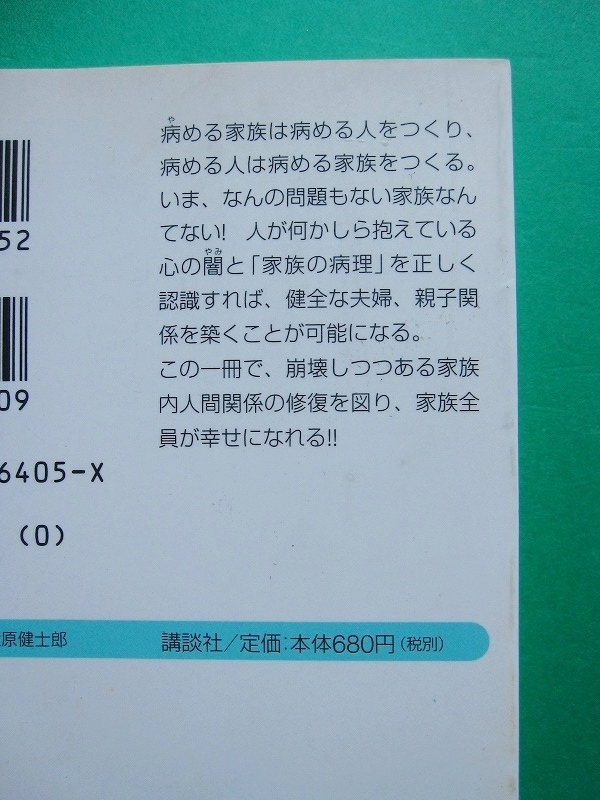 病める家族は病める人をつくり、
病める人は病める家族をつくる。
いま、なんの問題もない家族なん
てない!　人が何かしら抱えている
心の闇と「家族の病理」を正しく
認識すれば、健全な夫婦、親子関
係を築くことが可能になる。
この一冊で、崩壊しつつある家族
内人間関係の修復を図り、家族全
員が幸せになれる!!
52
09
6405-X
(0)
原健士郎
講談社/定価:本体680円(税別)